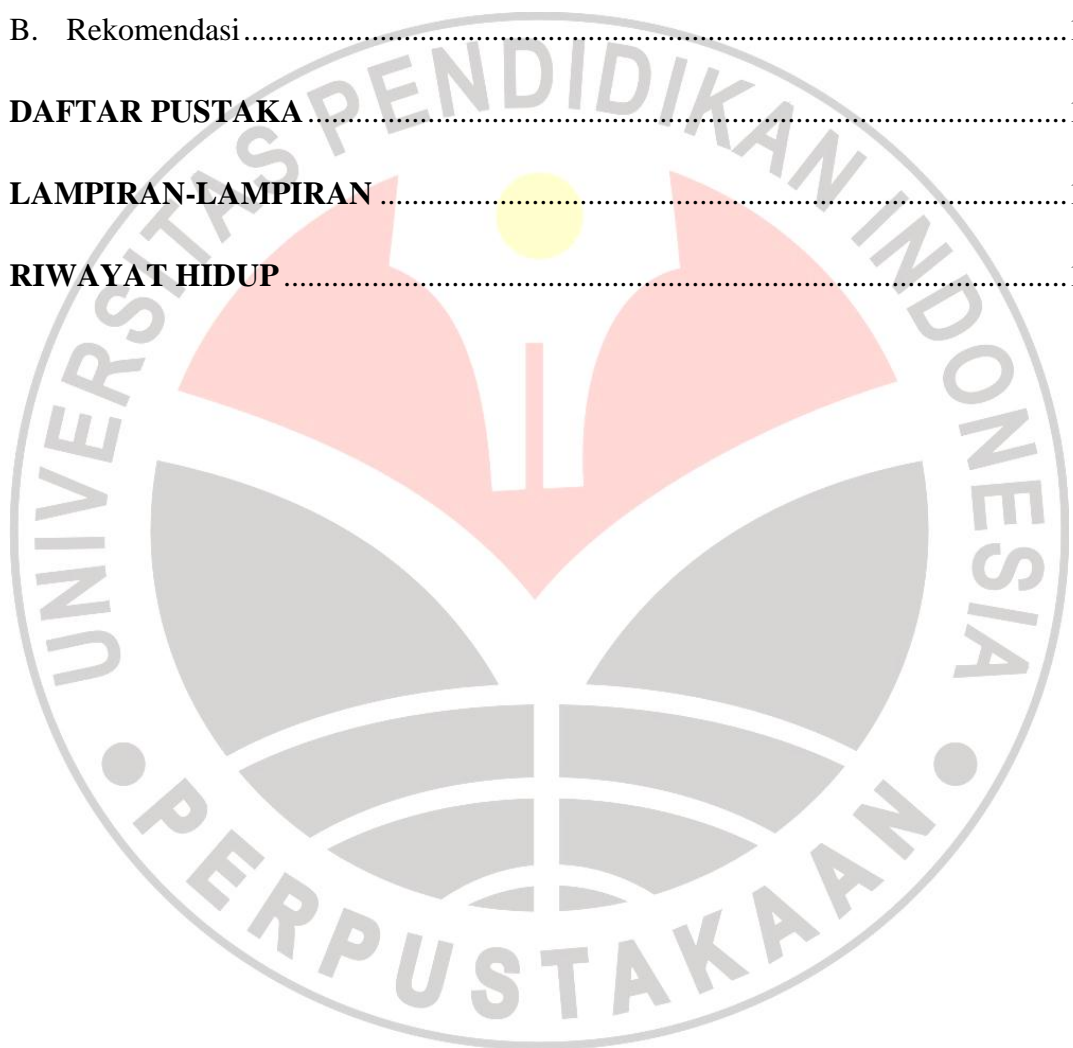 B. Rekomendasi
DAFTAR PUSTAKA
LAMPIRAN-LAMPIRAN
RIWAYAT HIDUP
UNIVERSITAS PENDIDIKAN INDONESIA
PERPUSTAKAAN